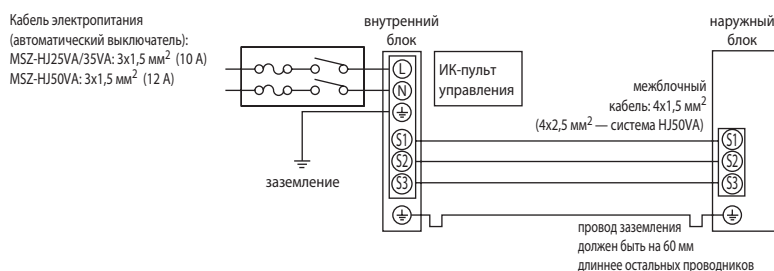 Кабель электропитания
(автоматический выключатель):
MSZ-HJ25VA/35VA: 3x1,5 мм² (10 А)
MSZ-HJ50VA: 3x1,5 мм² (12 А)
внутренний
блок
наружный
блок
L
N
ИК-пульт
управления
межблочный
кабель: 4x1,5 мм²
(4x2,5 мм² — система HJ50VA)
S1
S2
S3
S1
S2
S3
заземление
провод заземления
должен быть на 60 мм
длиннее остальных проводников